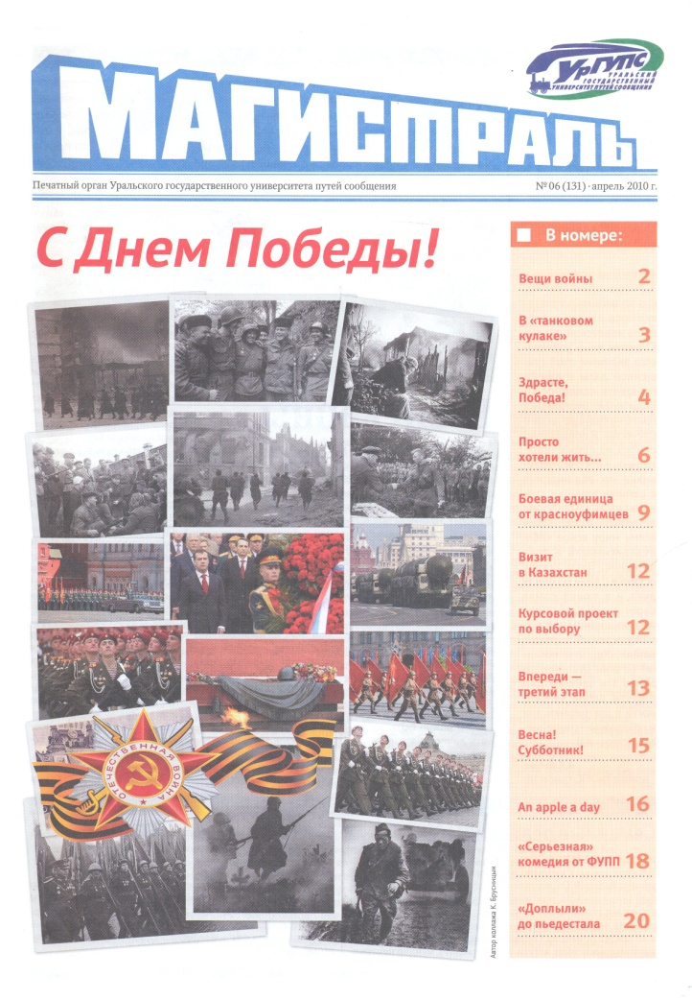 УрГУПС
УРАЛЬСКИЙ
ГОСУДАРСТВЕННЫЙ
УНИВЕРСИТЕТ ПУТЕЙ СООБЩЕНИЯ
МАГИСТРАЛЬ
Печатный орган Уральского государственного университета путей сообщения
№ 06 (131) · апрель 2010 г.
С Днем Победы!
В номере:
Вещи войны 2
В «танковом
кулаке» 3
Здрасте,
Победа! 4
Просто
хотели жить... 6
Боевая единица
от красноуфимцев 9
Визит
в Казахстан 12
Курсовой проект
по выбору 12
Впереди —
третий этап 13
Весна!
Субботник! 15
An apple a day 16
«Серьезная»
комедия от ФУПП 18
«Доплыли»
до пьедестала 20
ОТЕЧЕСТВЕННАЯ ВОЙНА
Автор коллажа К. Брусницын